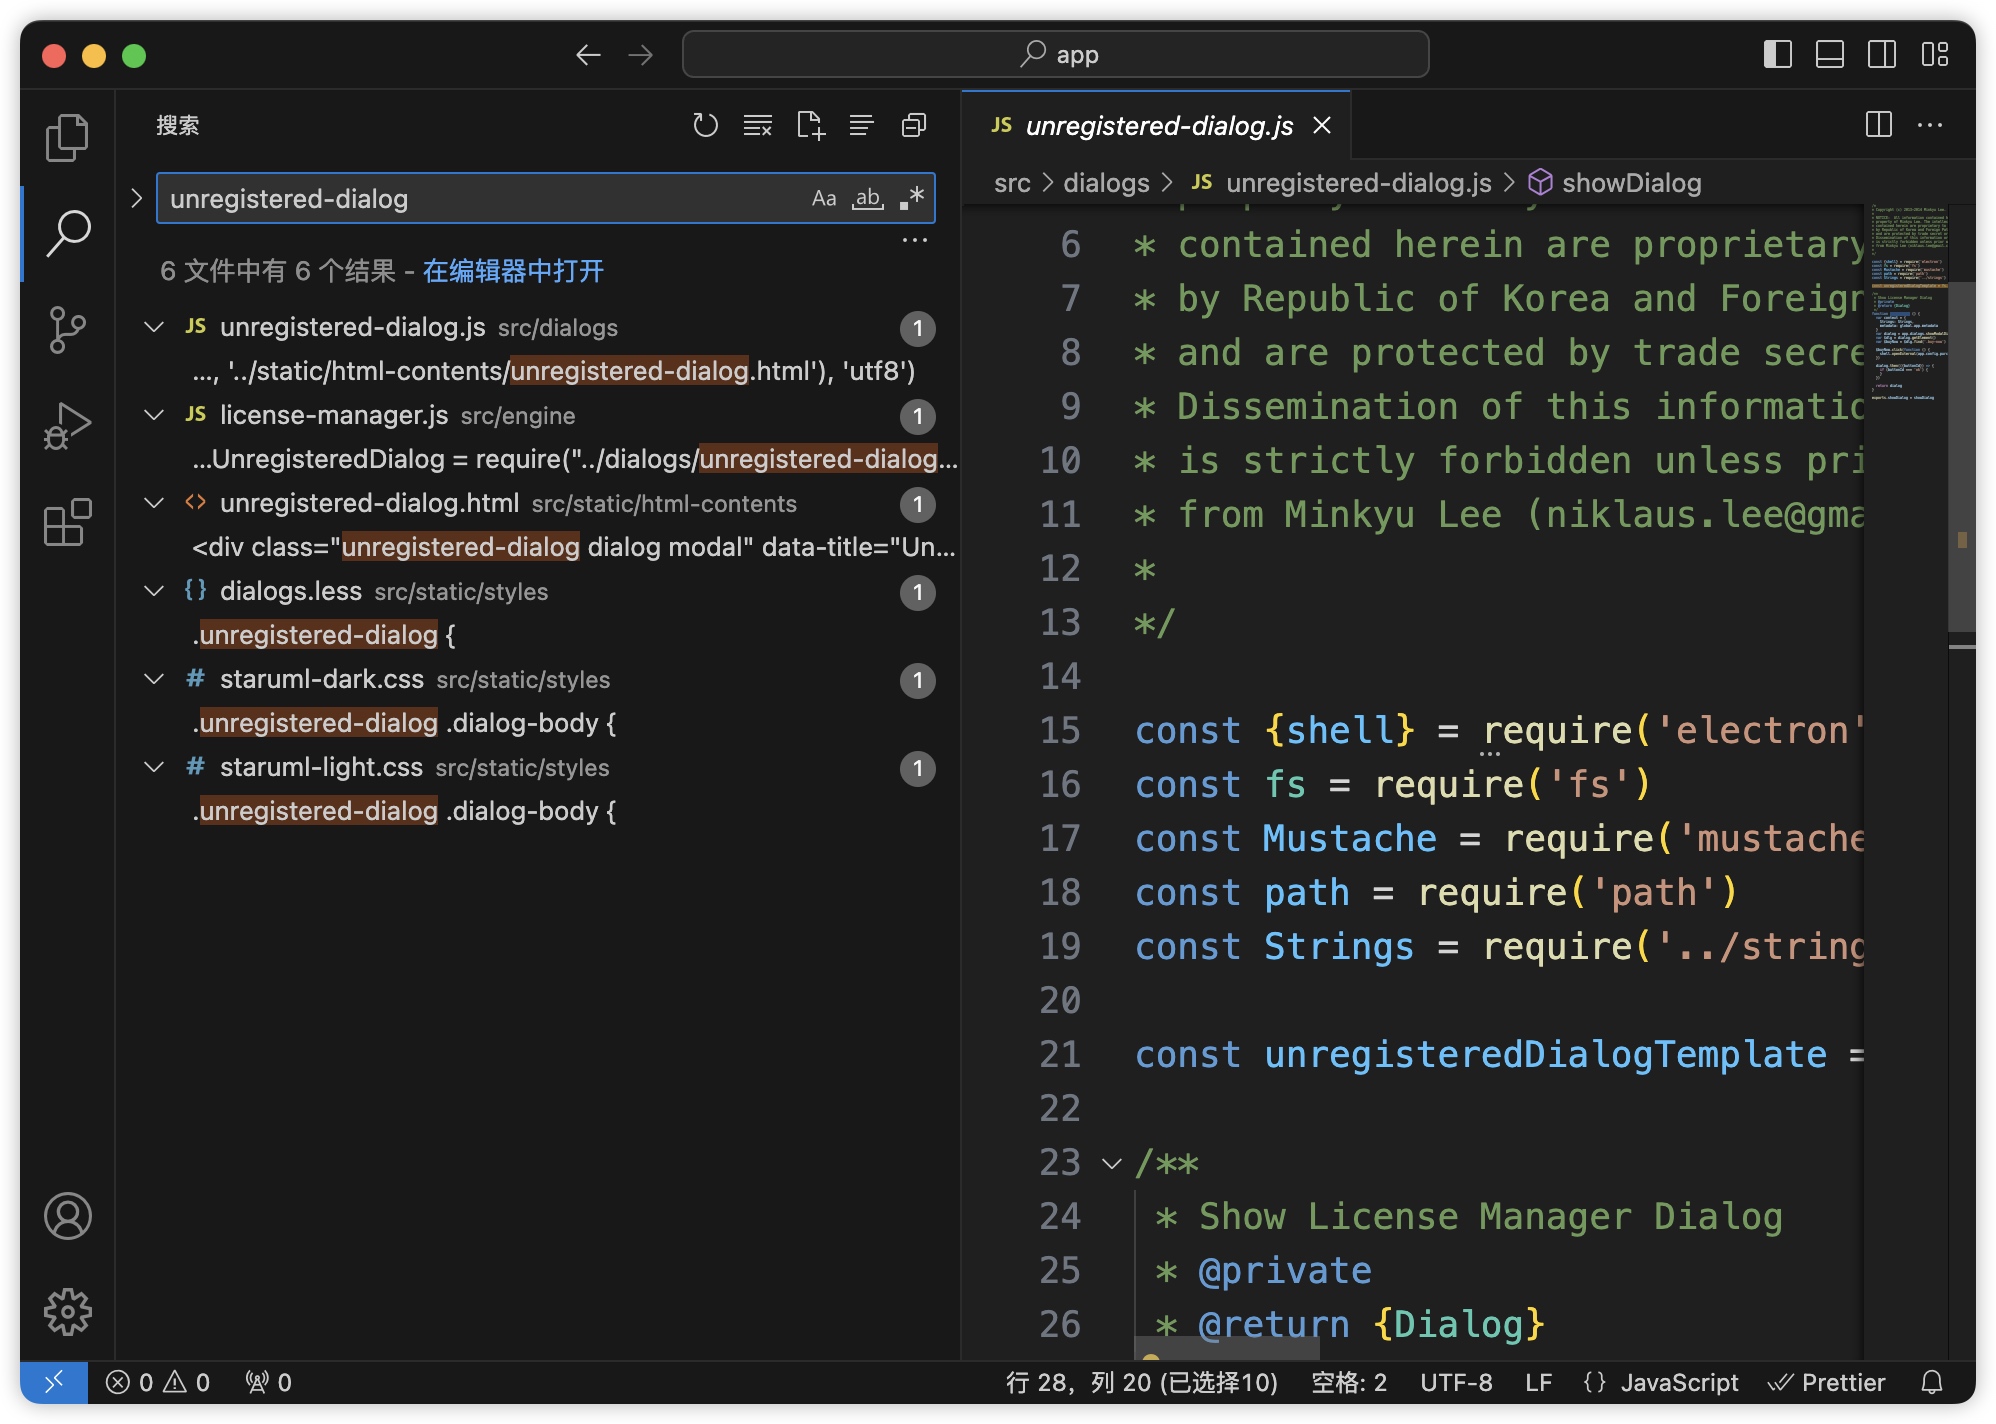 app
搜索
unregistered-dialog
Aa ab .*
6 文件中有 6 个结果 - 在编辑器中打开
JS unregistered-dialog.js src/dialogs 1
..., '../static/html-contents/unregistered-dialog.html'), 'utf8')
JS license-manager.js src/engine 1
...UnregisteredDialog = require("../dialogs/unregistered-dialog...
<> unregistered-dialog.html src/static/html-contents 1
<div class="unregistered-dialog dialog modal" data-title="Un...
{} dialogs.less src/static/styles 1
.unregistered-dialog {
# staruml-dark.css src/static/styles 1
.unregistered-dialog .dialog-body {
# staruml-light.css src/static/styles 1
.unregistered-dialog .dialog-body {
JS unregistered-dialog.js
src > dialogs > JS unregistered-dialog.js > showDialog
6 * contained herein are proprietary
7 * by Republic of Korea and Foreign
8 * and are protected by trade secre
9 * Dissemination of this informatio
10 * is strictly forbidden unless pri
11 * from Minkyu Lee (niklaus.lee@gma
12 *
13 */
14
15 const {shell} = require('electron'
16 const fs = require('fs')
17 const Mustache = require('mustache
18 const path = require('path')
19 const Strings = require('../string
20
21 const unregisteredDialogTemplate =
22
23 /**
24 * Show License Manager Dialog
25 * @private
26 * @return {Dialog}
0 0 0
行 28，列 20 (已选择10) 空格: 2 UTF-8 LF {} JavaScript Prettier